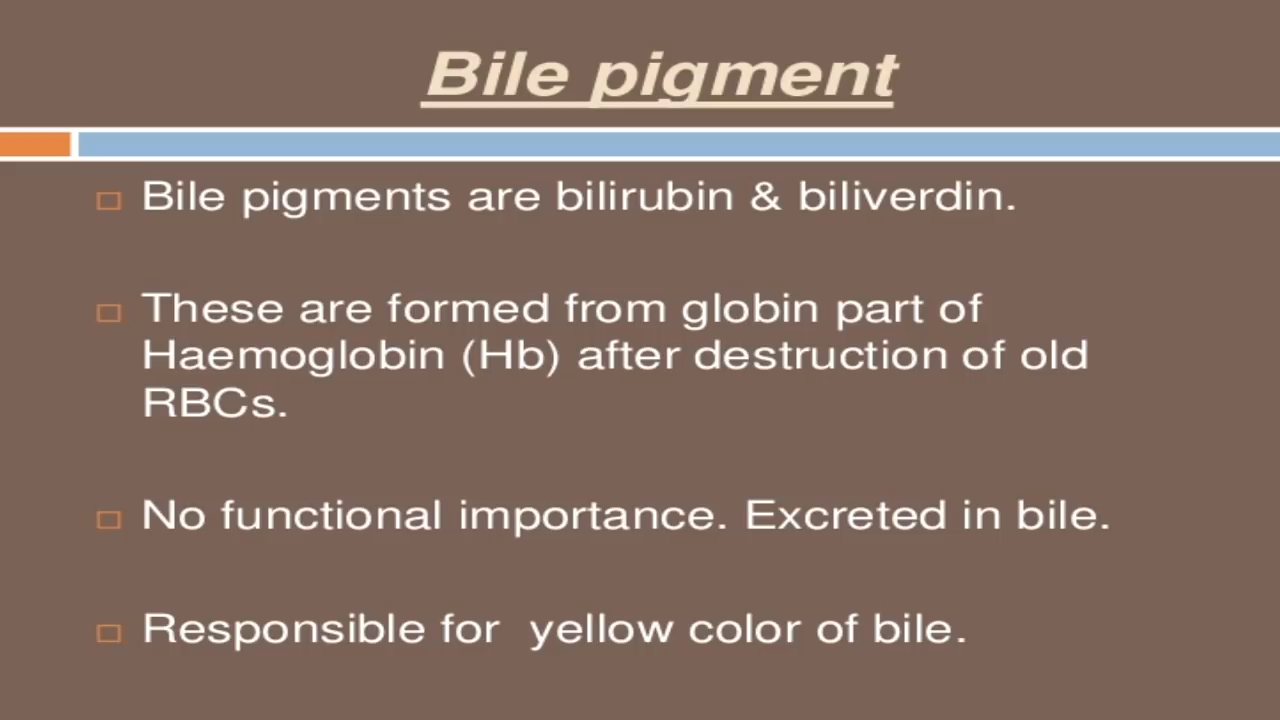 Bile pigment
Bile pigments are bilirubin & biliverdin.
These are formed from globin part of
Haemoglobin (Hb) after destruction of old
RBCs.
No functional importance. Excreted in bile.
Responsible for  yellow color of bile.